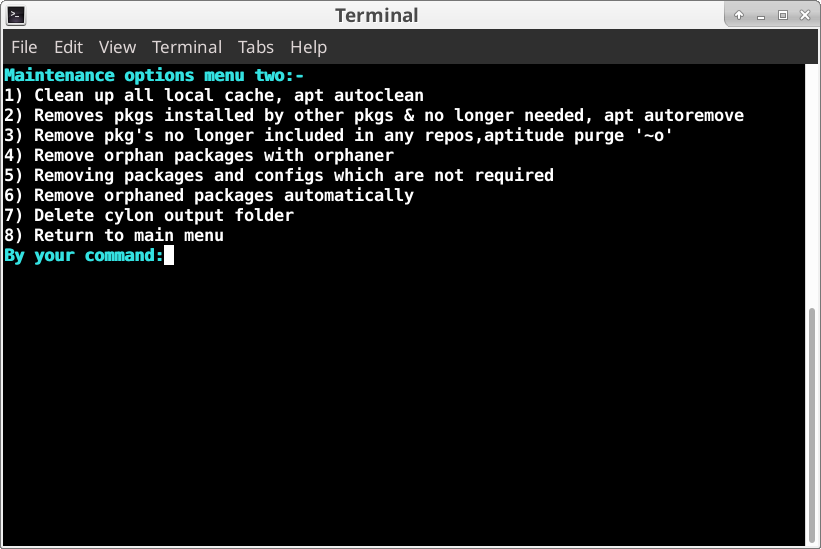 Terminal
File Edit View Terminal Tabs Help
Maintenance options menu two:-
1) Clean up all local cache, apt autoclean
2) Removes pkgs installed by other pkgs & no longer needed, apt autoremove
3) Remove pkg's no longer included in any repos,aptitude purge '~o'
4) Remove orphan packages with orphaner
5) Removing packages and configs which are not required
6) Remove orphaned packages automatically
7) Delete cylon output folder
8) Return to main menu
By your command: